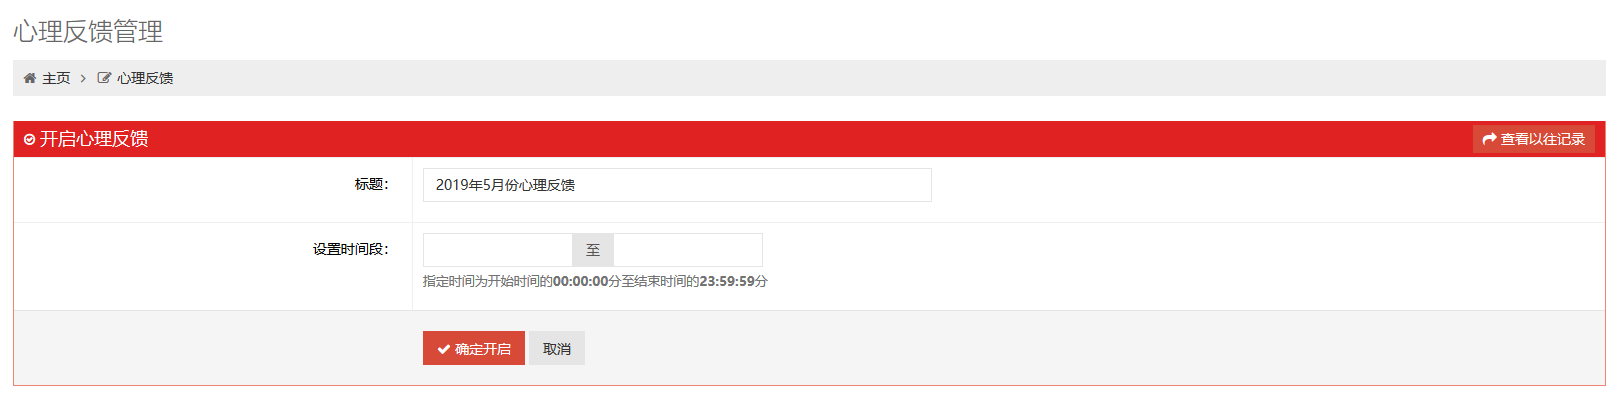 心理反馈管理
主页 > 心理反馈
开启心理反馈 查看以往记录
标题： 2019年5月份心理反馈
设置时间段： 至
指定时间为开始时间的00:00:00分至结束时间的23:59:59分
确定开启 取消